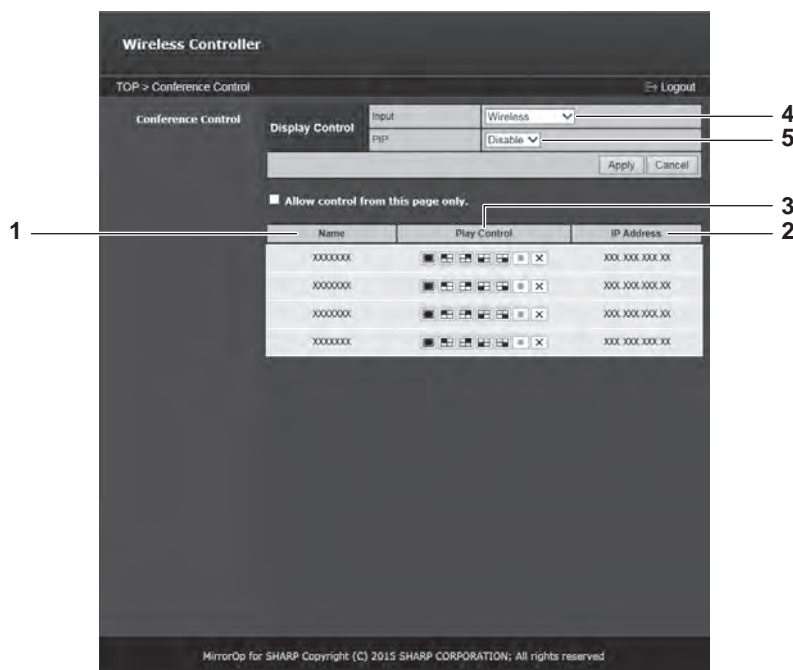 Wireless Controller
TOP > Conference Control
Logout
Conference Control
Display Control
Input
Wireless
4
PIP
Disable
5
Apply
Cancel
Allow control from this page only.
3
1
Name
Play Control
IP Address
2
XXXXXXX
XXX.XXX.XXX.XX
XXXXXXX
XXX.XXX.XXX.XX
XXXXXXX
XXX.XXX.XXX.XX
XXXXXXX
XXX.XXX.XXX.XX
MirrorOp for SHARP Copyright (C) 2015 SHARP CORPORATION; All rights reserved